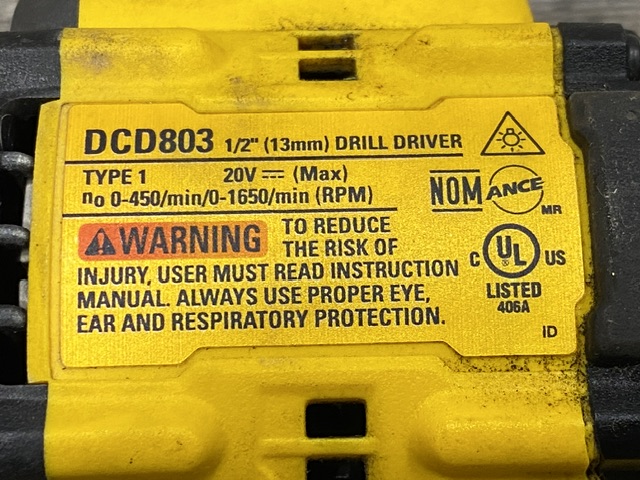 DCD803 1/2" (13mm) DRILL DRIVER
TYPE 1 20V ⎓ (Max)
no 0-450/min/0-1650/min (RPM)
NOM ANCE MR
WARNING TO REDUCE
THE RISK OF
INJURY, USER MUST READ INSTRUCTION
MANUAL. ALWAYS USE PROPER EYE,
EAR AND RESPIRATORY PROTECTION.
C UL US
LISTED
406A
ID